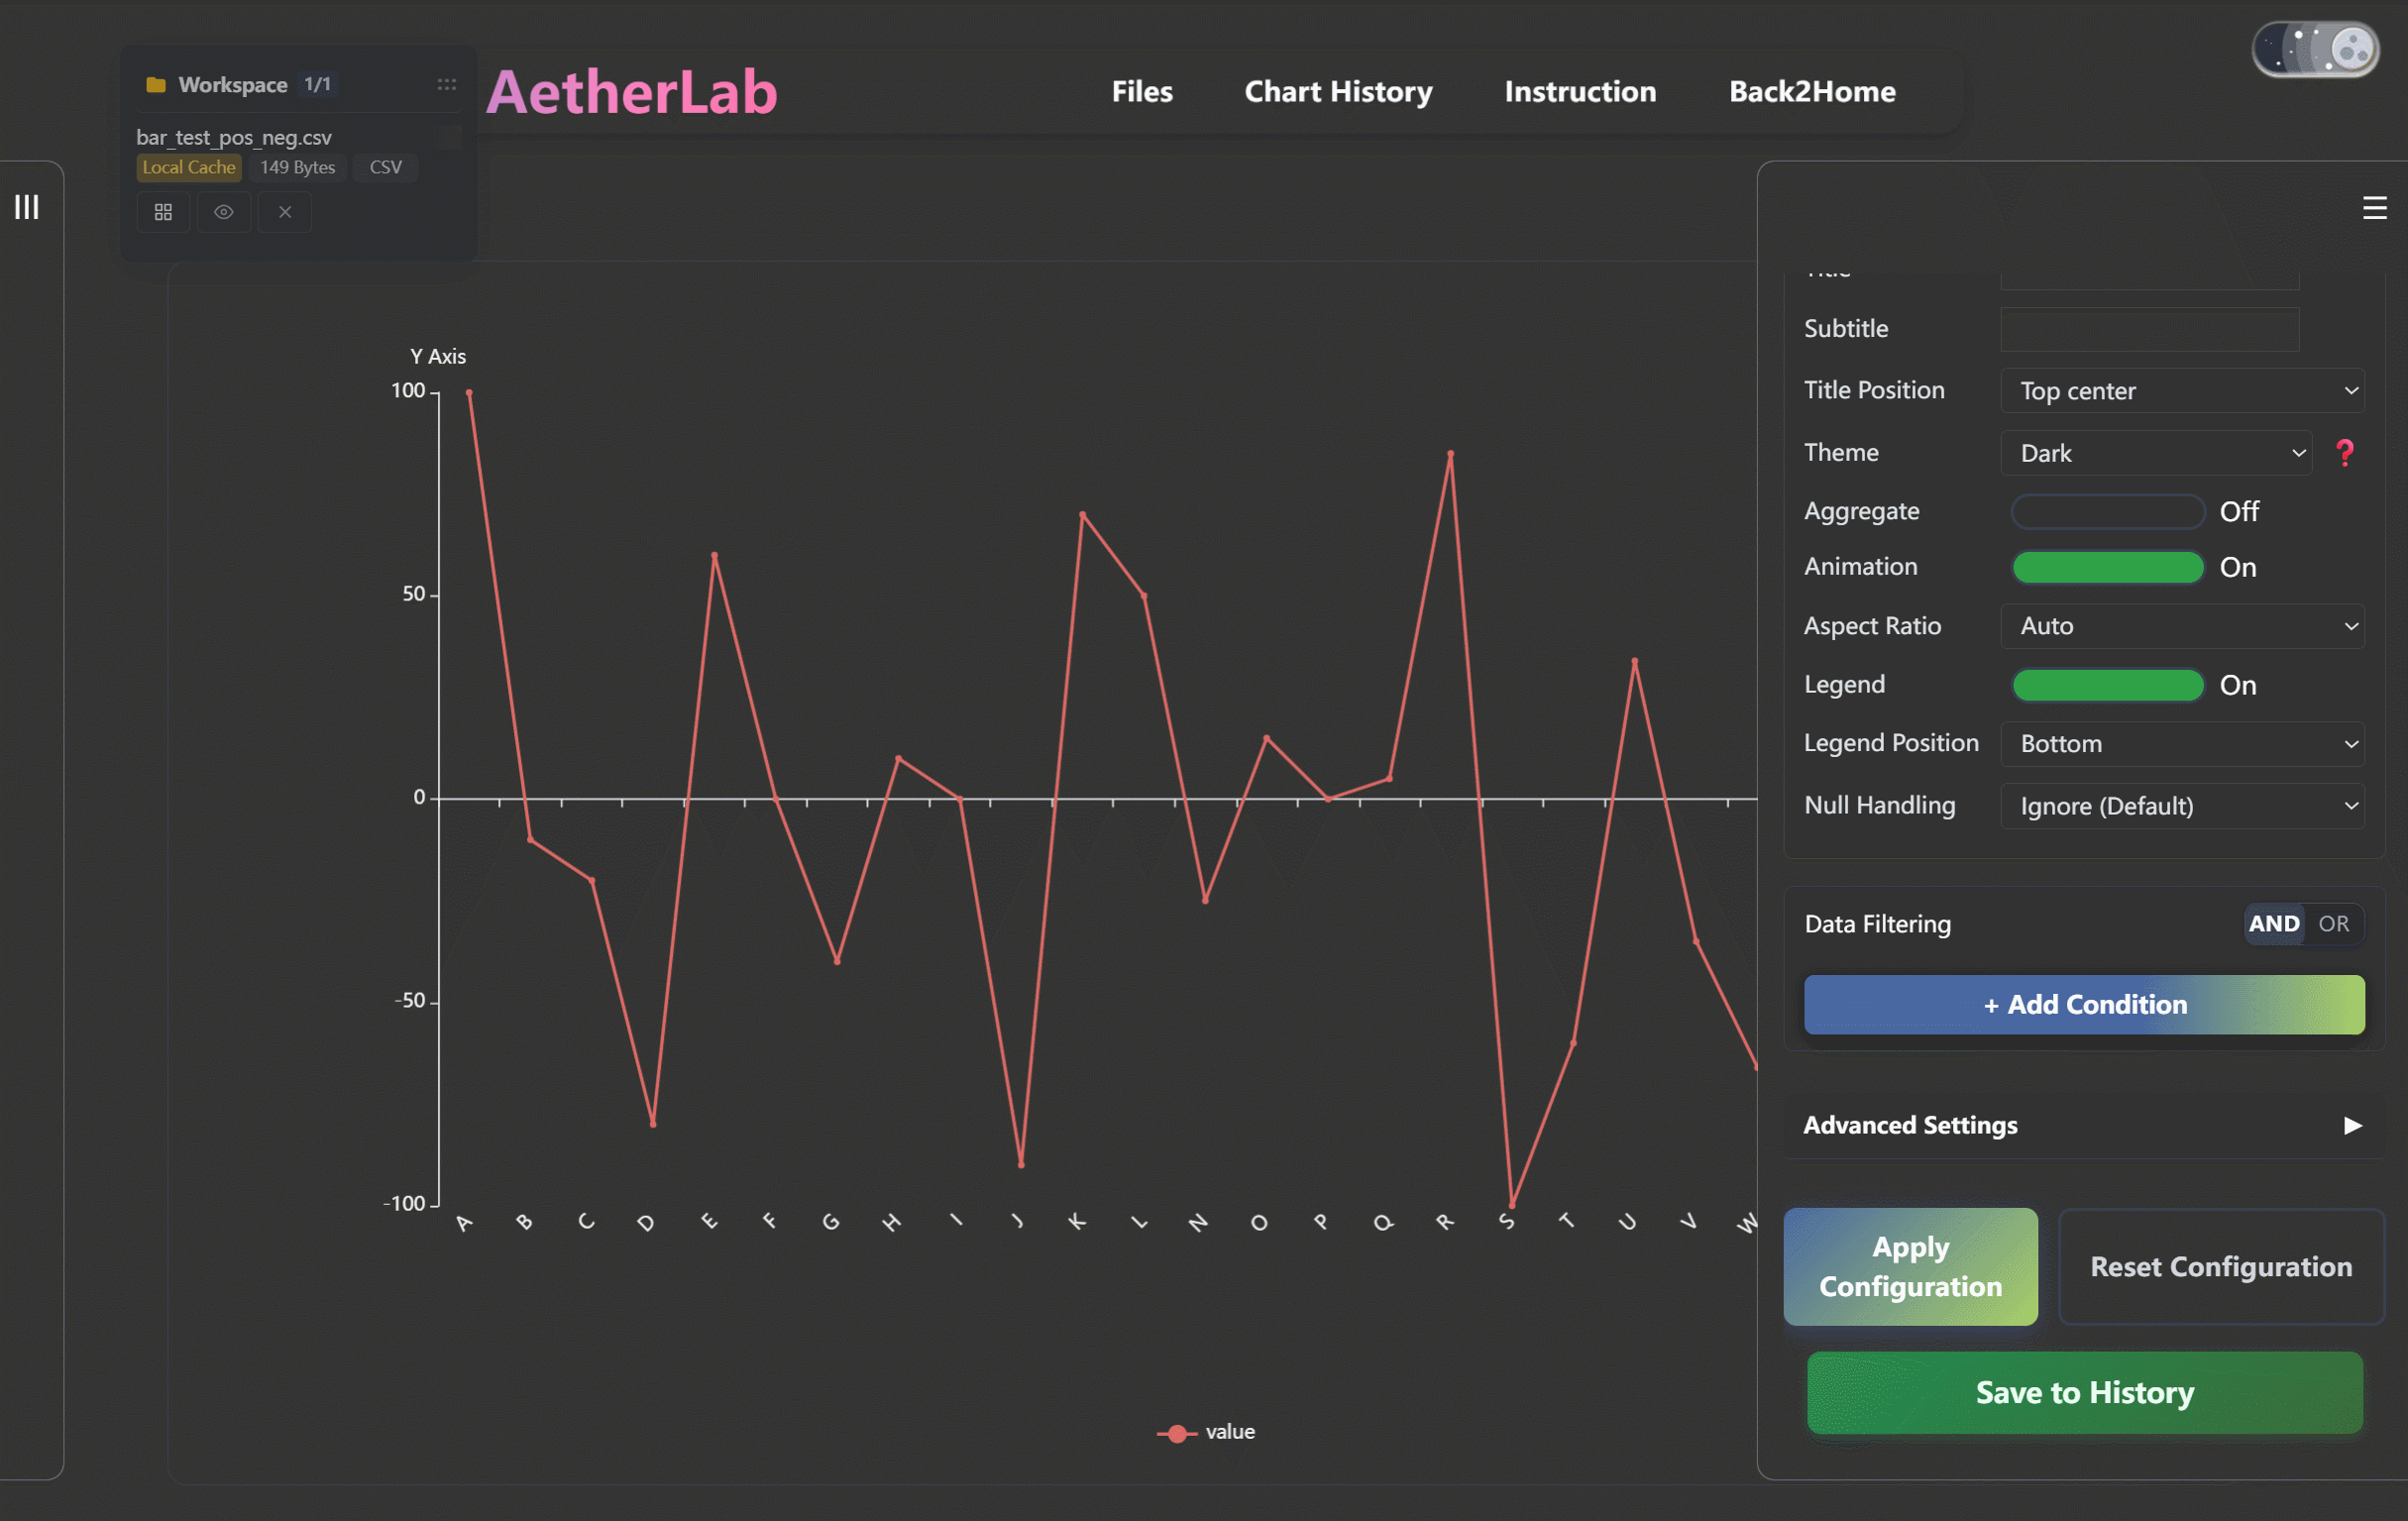 Workspace 1/1
bar_test_pos_neg.csv
Local Cache 149 Bytes CSV
AetherLab
Files Chart History Instruction Back2Home
Y Axis
100
50
0
-50
-100
A B C D E F G H I J K L N O P Q R S T U V W
value
Subtitle
Title Position Top center
Theme Dark ❓
Aggregate Off
Animation On
Aspect Ratio Auto
Legend On
Legend Position Bottom
Null Handling Ignore (Default)
Data Filtering AND OR
+ Add Condition
Advanced Settings
Apply
Configuration
Reset Configuration
Save to History